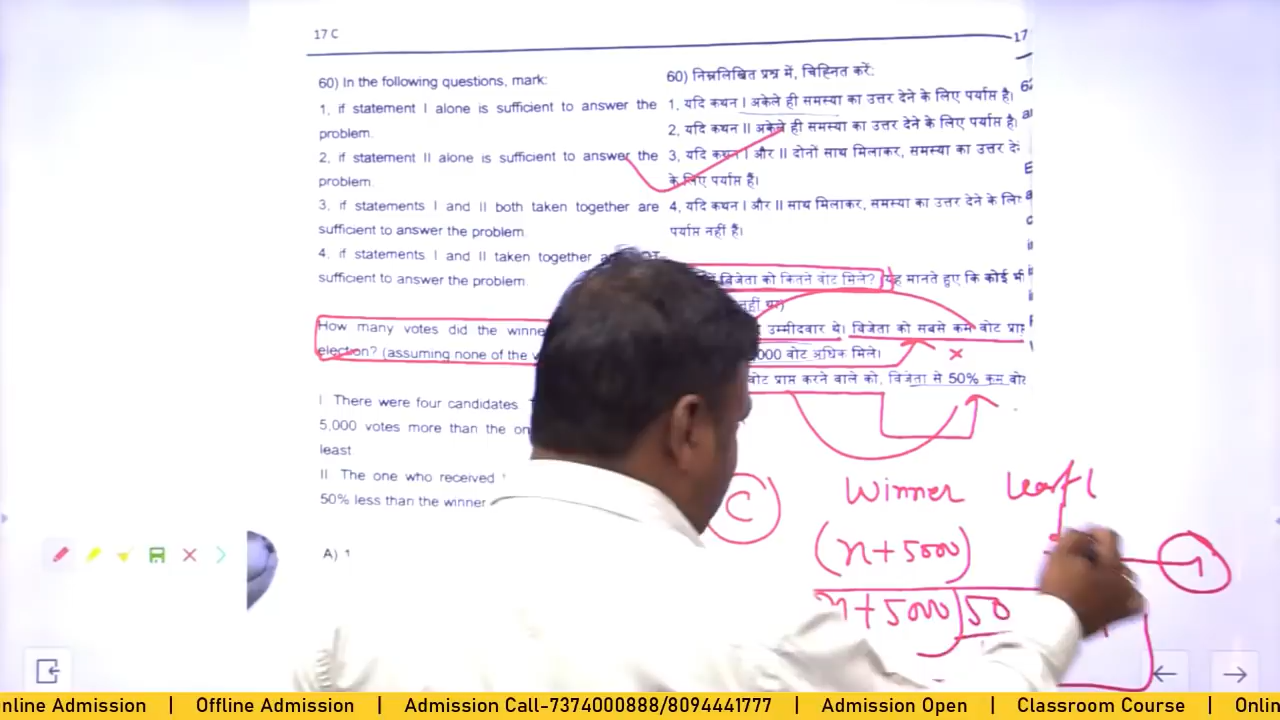 17 C
17
60) In the following questions, mark:
1, if statement I alone is sufficient to answer the
problem.
2, if statement II alone is sufficient to answer the
problem.
3, if statements I and II both taken together are
sufficient to answer the problem.
4, if statements I and II taken together
sufficient to answer the problem.
How many votes did the winne
election? (assuming none of the v
I There were four candidates.
5,000 votes more than the on
least
II The one who received
50% less than the winner
A) 1
60) निम्नलिखित प्रश्न में, चिह्नित करें:
1, यदि कथन I अकेले ही समस्या का उत्तर देने के लिए पर्याप्त है।
2, यदि कथन II अकेले ही समस्या का उत्तर देने के लिए पर्याप्त है।
3, यदि कथन I और II दोनों साथ मिलाकर, समस्या का उत्तर दे
के लिए पर्याप्त हैं।
4, यदि कथन I और II साथ मिलाकर, समस्या का उत्तर देने के लि
पर्याप्त नहीं हैं।
विजेता को कितने वोट मिले? (यह मानते हुए कि कोई भी
नहीं था)
उम्मीदवार थे। विजेता को सबसे कम वोट प्रा
000 वोट अधिक मिले।
वोट प्राप्त करने वाले को, विजेता से 50% कम वोट
C
Winner
(n+5000)
n+5000)50
1
Online Admission | Offline Admission | Admission Call-7374000888/8094441777 | Admission Open | Classroom Course | Onlin